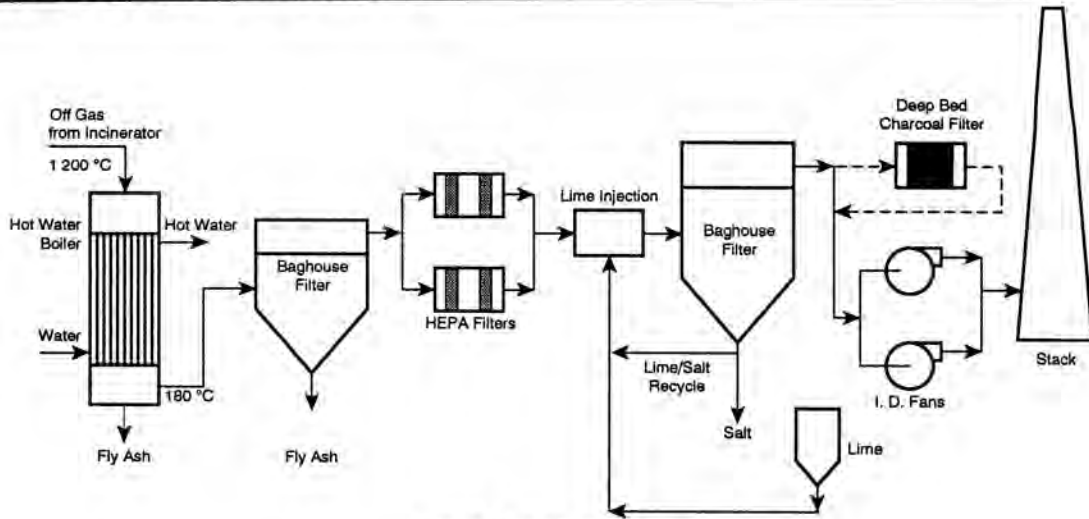 Off Gas
from Incinerator
1 200 °C
Hot Water
Boiler
Hot Water
Water
180 °C
Fly Ash
Baghouse
Filter
Fly Ash
HEPA Filters
Lime Injection
Baghouse
Filter
Lime/Salt
Recycle
Salt
Lime
Deep Bed
Charcoal Filter
I. D. Fans
Stack